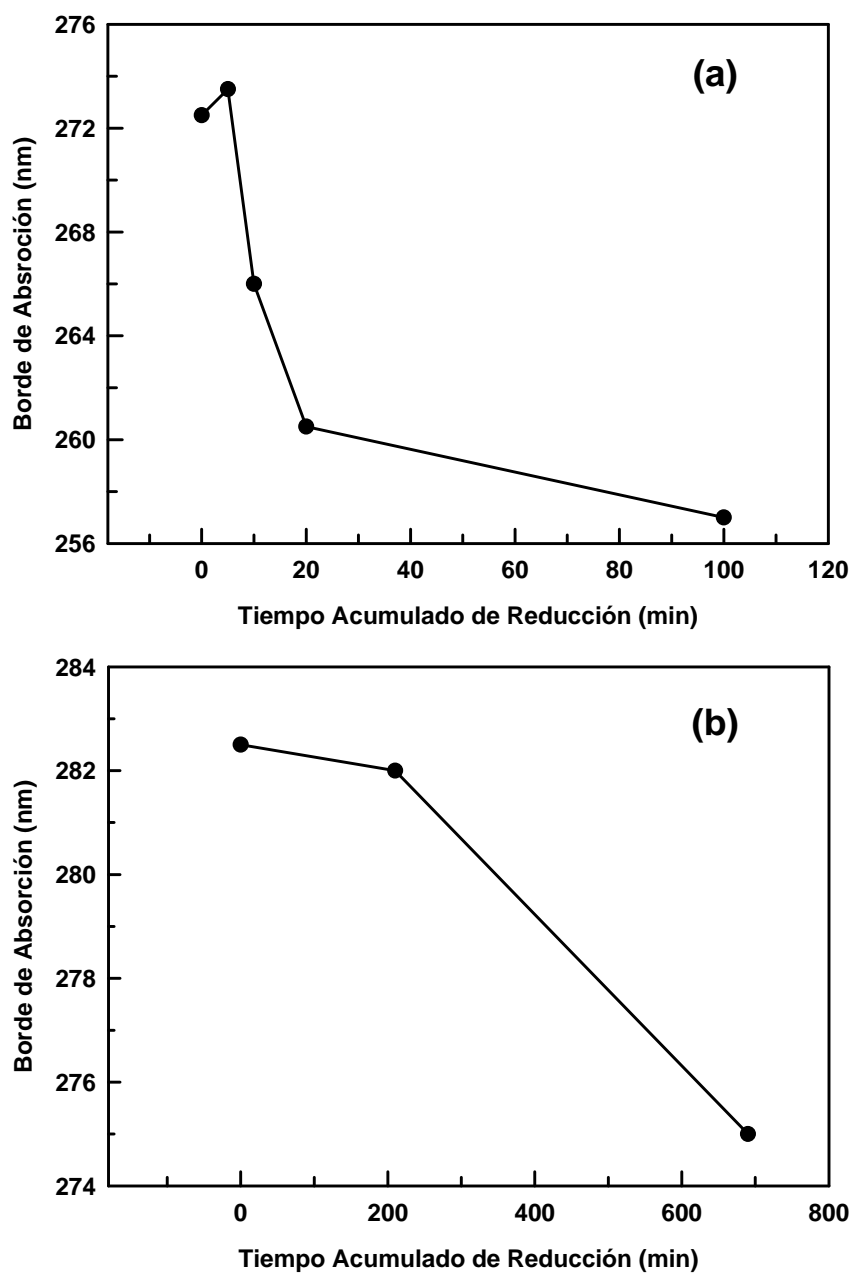 276
272
268
264
260
256
Borde de Absroción (nm)
(a)
0 20 40 60 80 100 120
Tiempo Acumulado de Reducción (min)
284
282
280
278
276
274
Borde de Absorción (nm)
(b)
0 200 400 600 800
Tiempo Acumulado de Reducción (min)